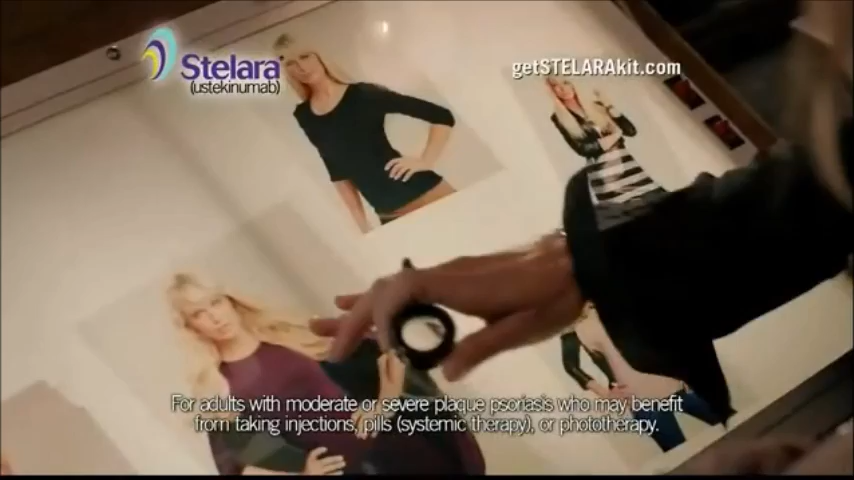 Stelara
(ustekinumab)
getSTELARAkit.com
For adults with moderate or severe plaque psoriasis who may benefit
from taking injections, pills (systemic therapy), or phototherapy.